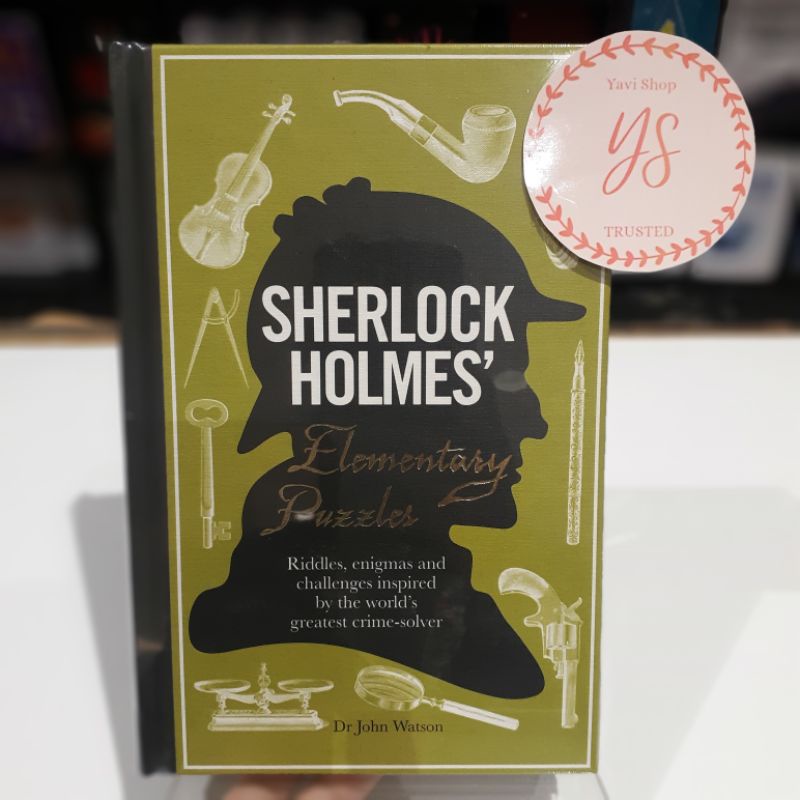 Yavi Shop
ys
TRUSTED
SHERLOCK
HOLMES'
Elementary
Puzzles
Riddles, enigmas and
challenges inspired
by the world's
greatest crime-solver
Dr John Watson